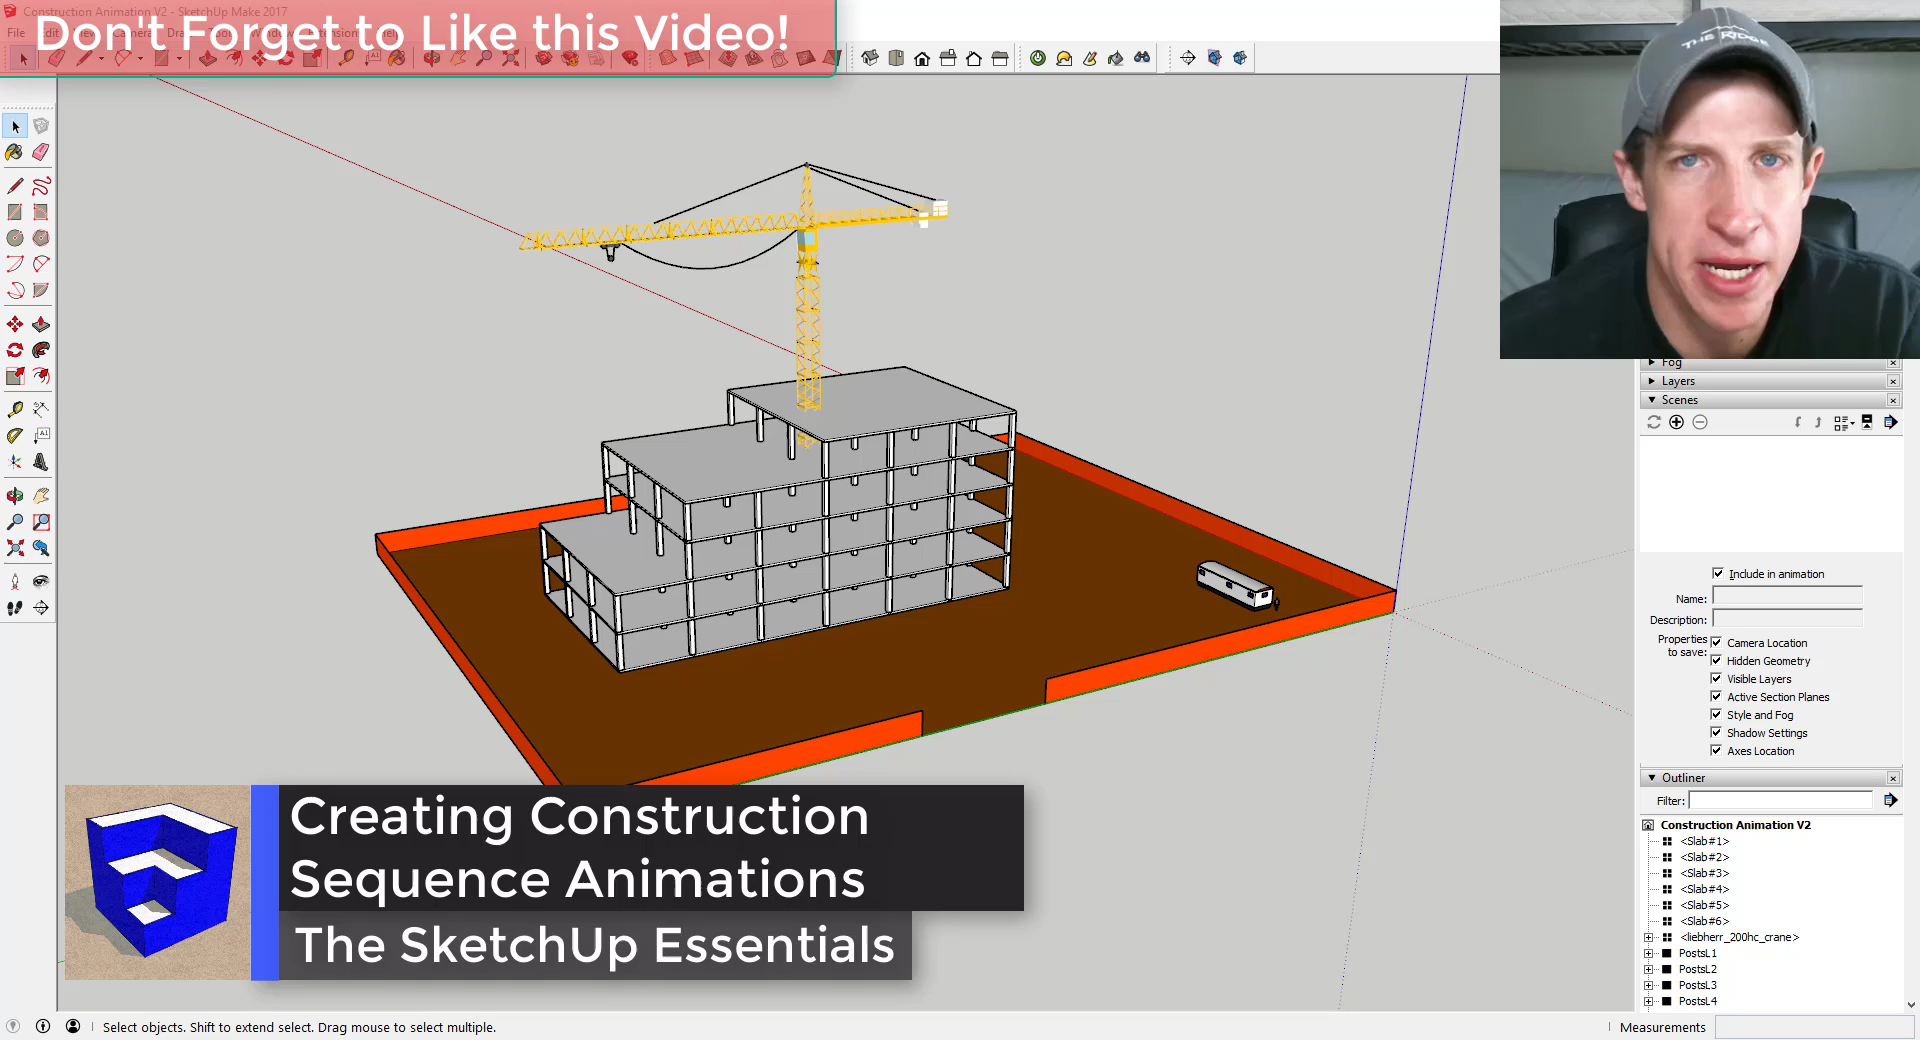 Construction Animation V2 - SketchUp Make 2017
Don't Forget to Like this Video!
THE RIDGE
Fog
Layers
Scenes
Include in animation
Name:
Description:
Properties
to save:
Camera Location
Hidden Geometry
Visible Layers
Active Section Planes
Style and Fog
Shadow Settings
Axes Location
Outliner
Filter:
Construction Animation V2
<Slab#1>
<Slab#2>
<Slab#3>
<Slab#4>
<Slab#5>
<Slab#6>
<liebherr_200hc_crane>
PostsL1
PostsL2
PostsL3
PostsL4
Creating Construction
Sequence Animations
The SketchUp Essentials
Select objects. Shift to extend select. Drag mouse to select multiple.
Measurements